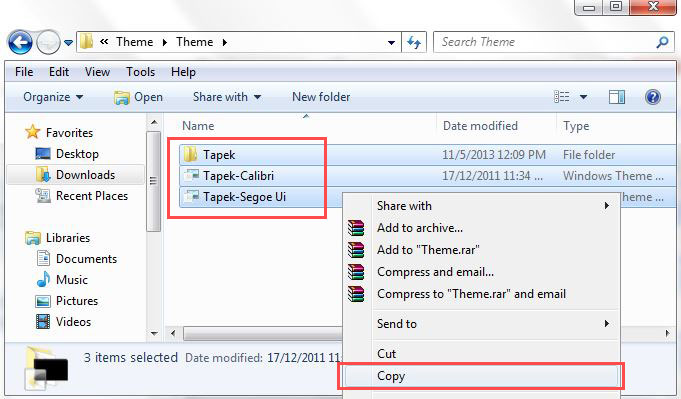 « Theme ▸ Theme ▸
Search Theme
File Edit View Tools Help
Organize ▾ Open Share with ▾ New folder
Name Date modified Type
Favorites
Desktop
Downloads
Recent Places
Libraries
Documents
Music
Pictures
Videos
Tapek 11/5/2013 12:09 PM File folder
Tapek-Calibri 17/12/2011 11:34 ... Windows Theme ...
Tapek-Segoe Ui Theme ...
Share with
Add to archive...
Add to "Theme.rar"
Compress and email...
Compress to "Theme.rar" and email
Send to
Cut
Copy
3 items selected Date modified: 17/12/2011 11: